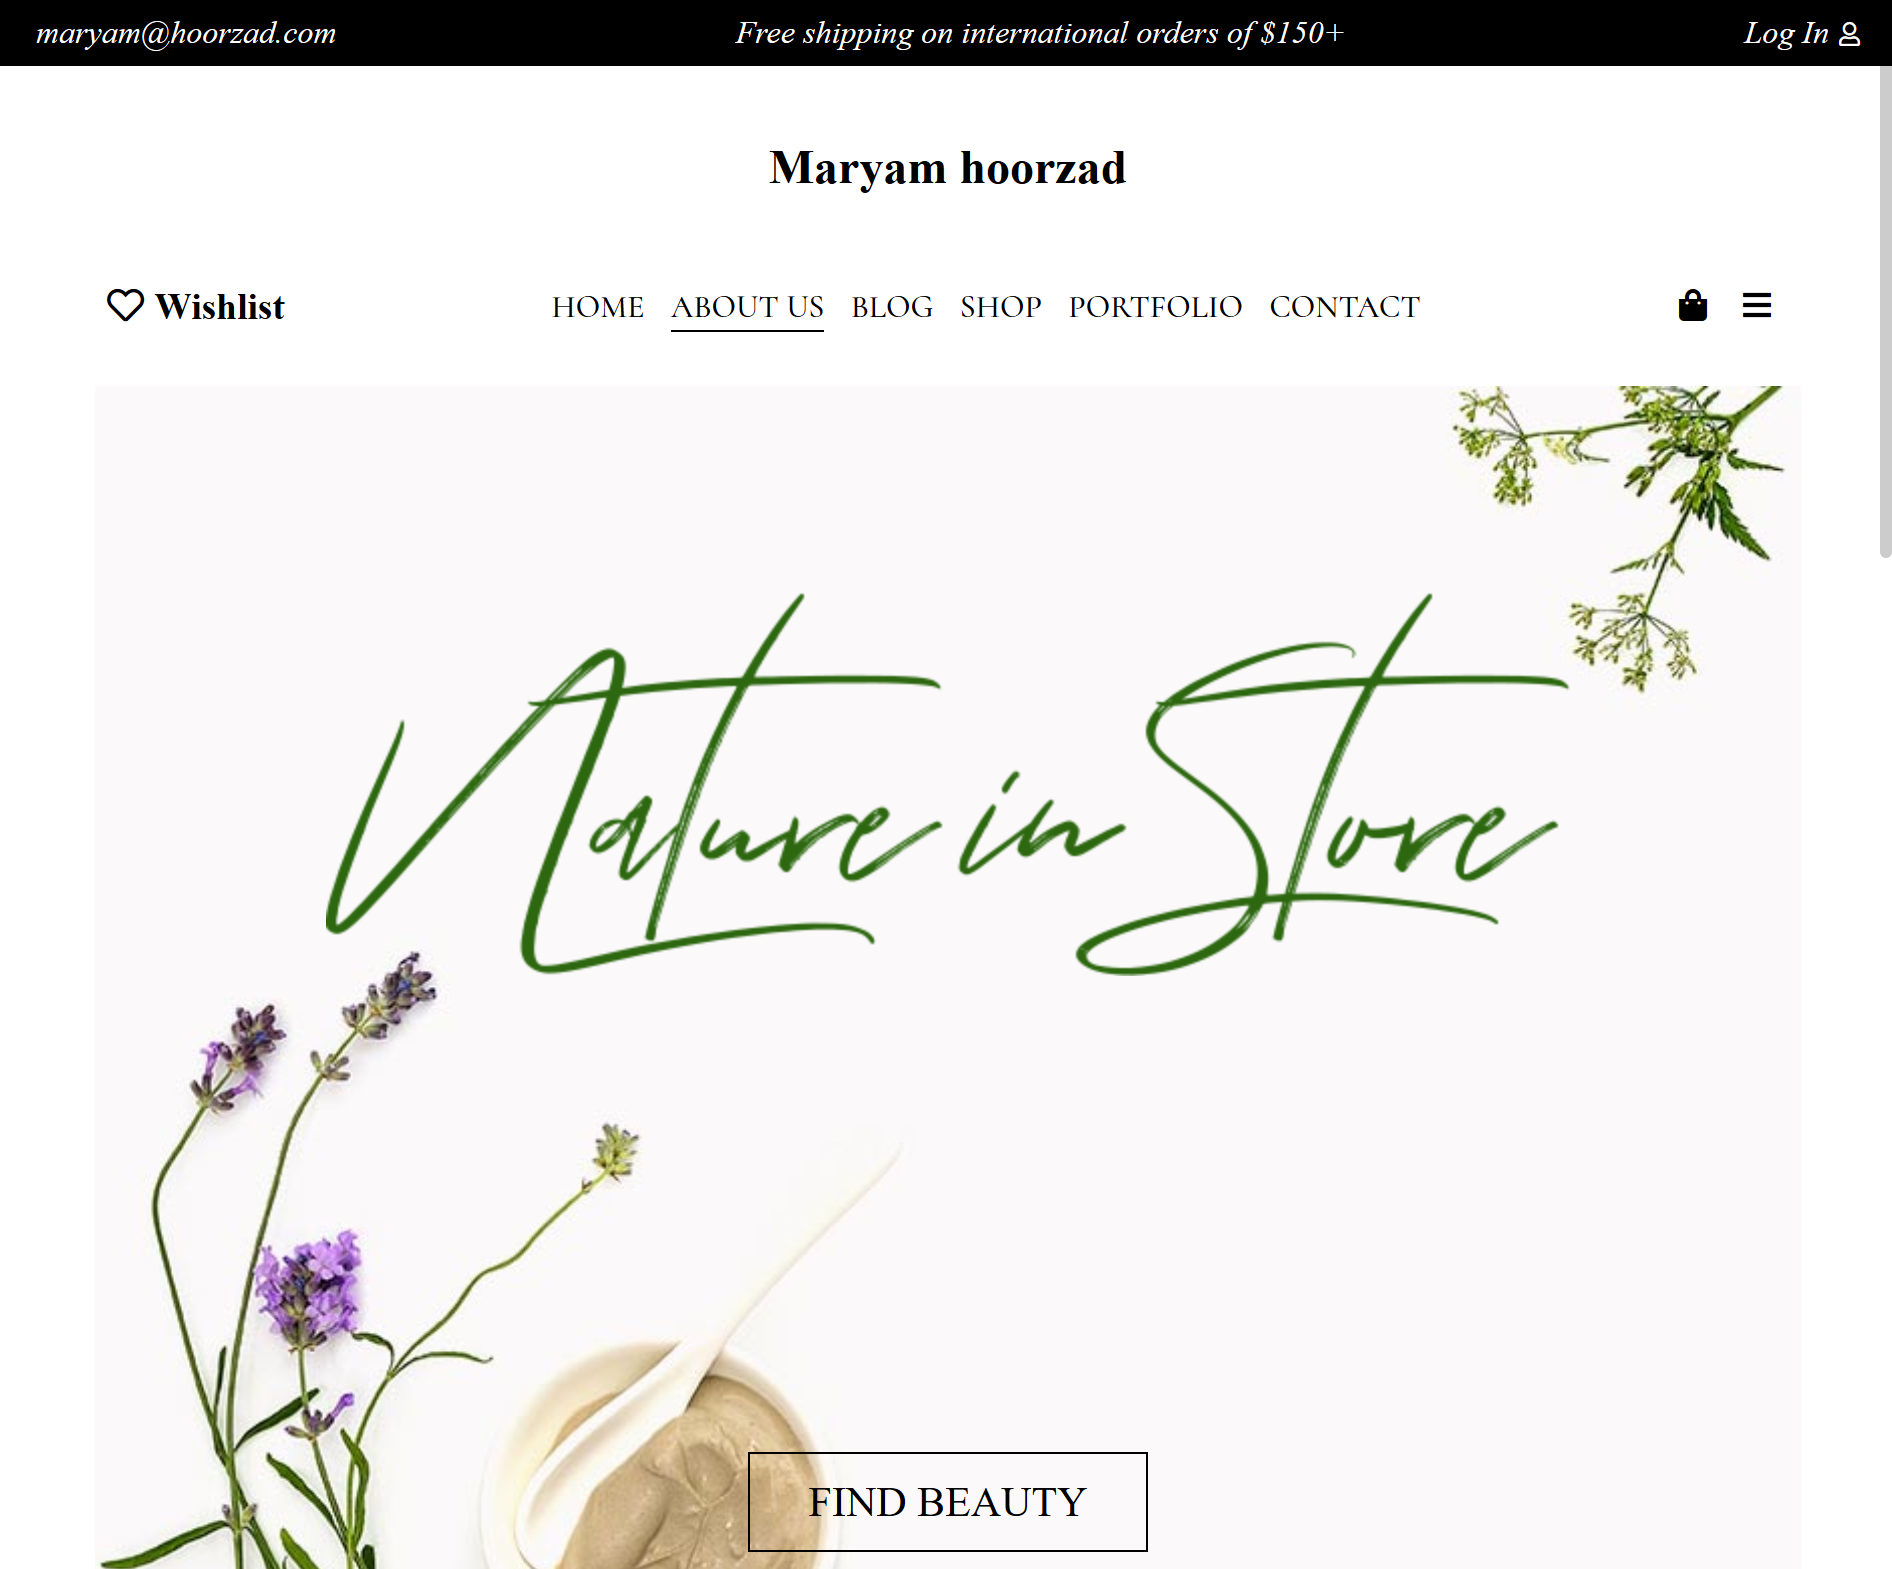 maryam@hoorzad.com Free shipping on international orders of $150+ Log In
Maryam hoorzad
Wishlist HOME ABOUT US BLOG SHOP PORTFOLIO CONTACT
Nature in Store
FIND BEAUTY